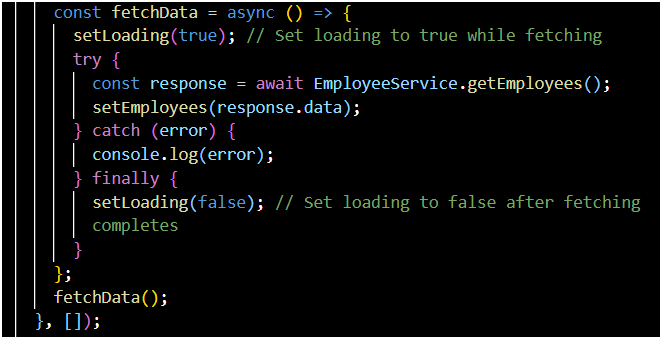 const fetchData = async () => {
setLoading(true); // Set loading to true while fetching
try {
const response = await EmployeeService.getEmployees();
setEmployees(response.data);
} catch (error) {
console.log(error);
} finally {
setLoading(false); // Set loading to false after fetching
completes
}
};
fetchData();
}, []);